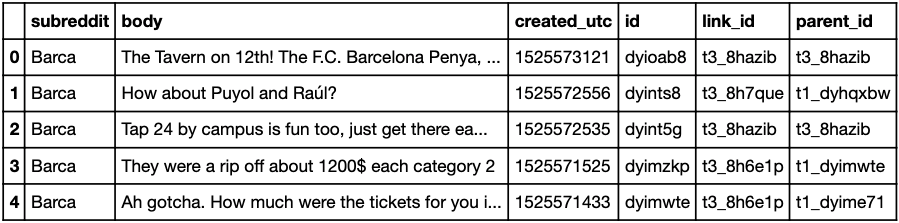 subreddit body created_utc id link_id parent_id
0 Barca The Tavern on 12th! The F.C. Barcelona Penya, ... 1525573121 dyioab8 t3_8hazib t3_8hazib
1 Barca How about Puyol and Raúl? 1525572556 dyints8 t3_8h7que t1_dyhqxbw
2 Barca Tap 24 by campus is fun too, just get there ea... 1525572535 dyint5g t3_8hazib t3_8hazib
3 Barca They were a rip off about 1200$ each category 2 1525571525 dyimzkp t3_8h6e1p t1_dyimwte
4 Barca Ah gotcha. How much were the tickets for you i... 1525571433 dyimwte t3_8h6e1p t1_dyime71